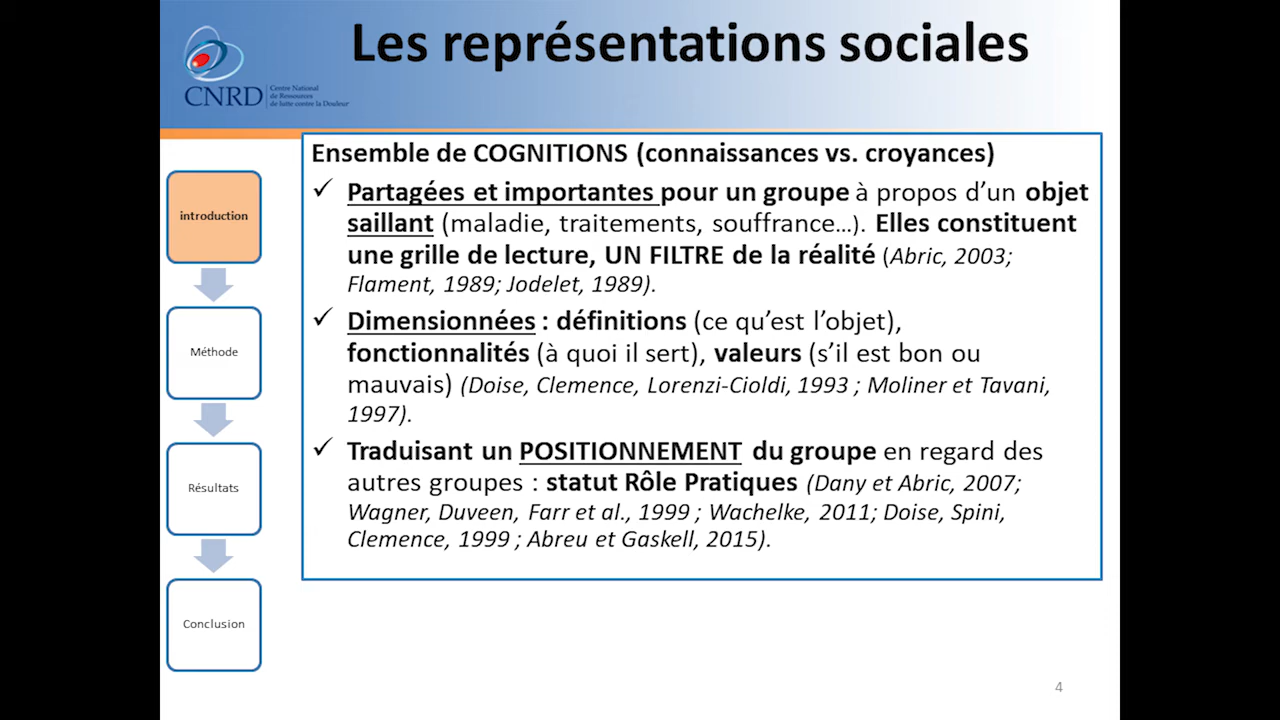 Les représentations sociales
CNRD
Centre National
de Ressources
de lutte contre la Douleur
introduction
Méthode
Résultats
Conclusion
Ensemble de COGNITIONS (connaissances vs. croyances)
✓ Partagées et importantes pour un groupe à propos d’un objet
saillant (maladie, traitements, souffrance…). Elles constituent
une grille de lecture, UN FILTRE de la réalité (Abric, 2003;
Flament, 1989; Jodelet, 1989).
✓ Dimensionnées : définitions (ce qu’est l’objet),
fonctionnalités (à quoi il sert), valeurs (s’il est bon ou
mauvais) (Doise, Clemence, Lorenzi-Cioldi, 1993 ; Moliner et Tavani,
1997).
✓ Traduisant un POSITIONNEMENT du groupe en regard des
autres groupes : statut Rôle Pratiques (Dany et Abric, 2007;
Wagner, Duveen, Farr et al., 1999 ; Wachelke, 2011; Doise, Spini,
Clemence, 1999 ; Abreu et Gaskell, 2015).
4